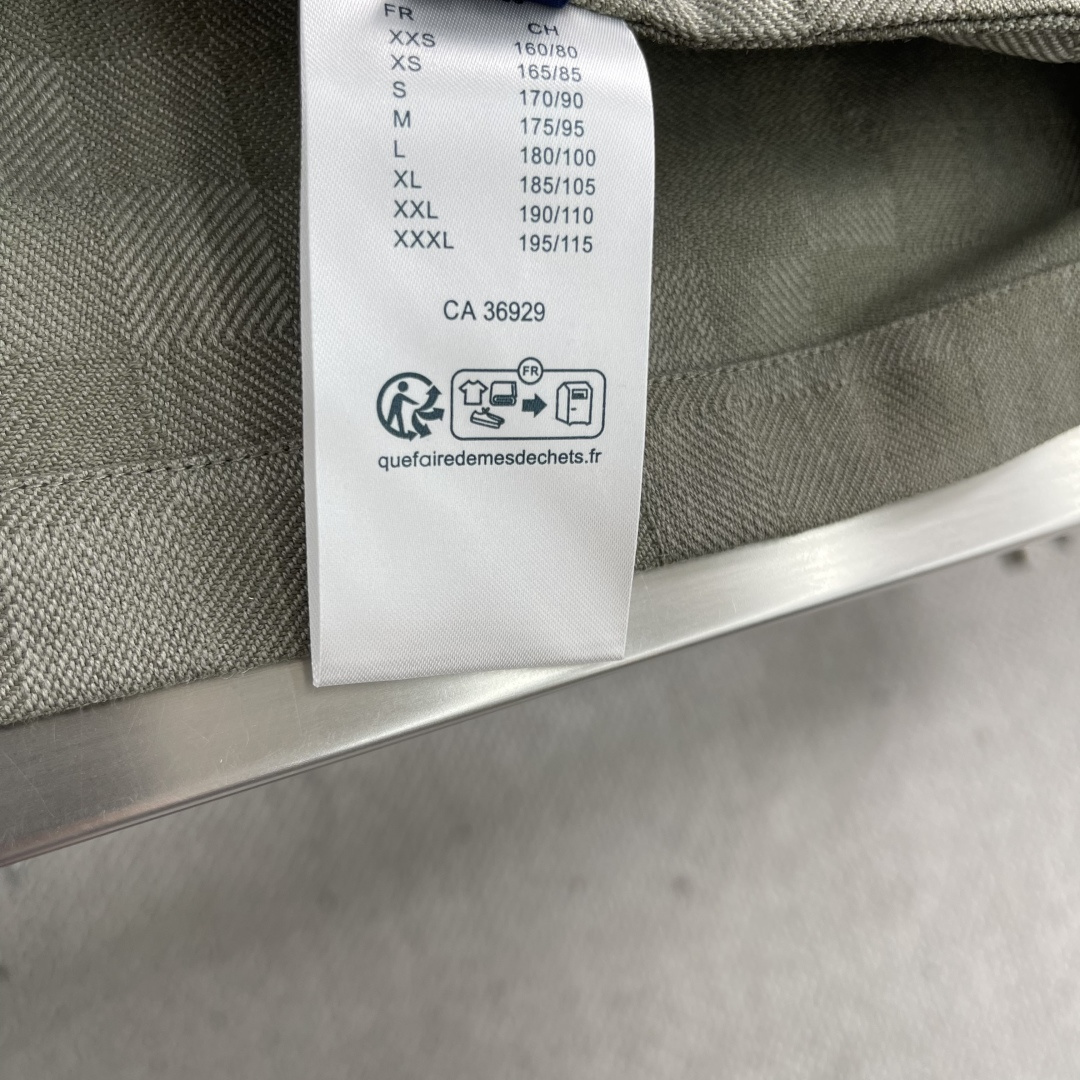 FR CH
XXS 160/80
XS 165/85
S 170/90
M 175/95
L 180/100
XL 185/105
XXL 190/110
XXXL 195/115
CA 36929
FR
quefairedemesdechets.fr